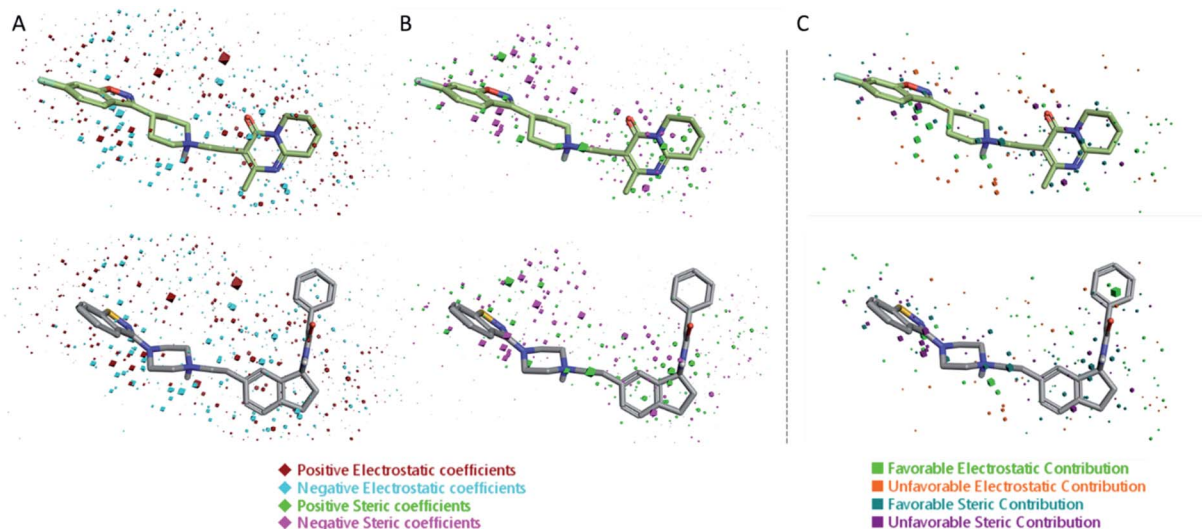 A
B
C
Positive Electrostatic coefficients
Negative Electrostatic coefficients
Positive Steric coefficients
Negative Steric coefficients
Favorable Electrostatic Contribution
Unfavorable Electrostatic Contribution
Favorable Steric Contribution
Unfavorable Steric Contribution